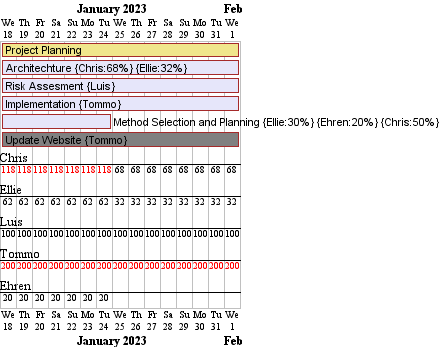 January 2023 Feb
We Th Fr Sa Su Mo Tu We Th Fr Sa Su Mo Tu We
18 19 20 21 22 23 24 25 26 27 28 29 30 31 1
Project Planning
Architechture {Chris:68%} {Ellie:32%}
Risk Assesment {Luis}
Implementation {Tommo}
Method Selection and Planning {Ellie:30%} {Ehren:20%} {Chris:50%}
Update Website {Tommo}
Chris
118 118 118 118 118 118 118 68 68 68 68 68 68 68 68
Ellie
62 62 62 62 62 62 62 32 32 32 32 32 32 32 32
Luis
100 100 100 100 100 100 100 100 100 100 100 100 100 100 100
Tommo
200 200 200 200 200 200 200 200 200 200 200 200 200 200 200
Ehren
20 20 20 20 20 20 20
We Th Fr Sa Su Mo Tu We Th Fr Sa Su Mo Tu We
18 19 20 21 22 23 24 25 26 27 28 29 30 31 1
January 2023 Feb